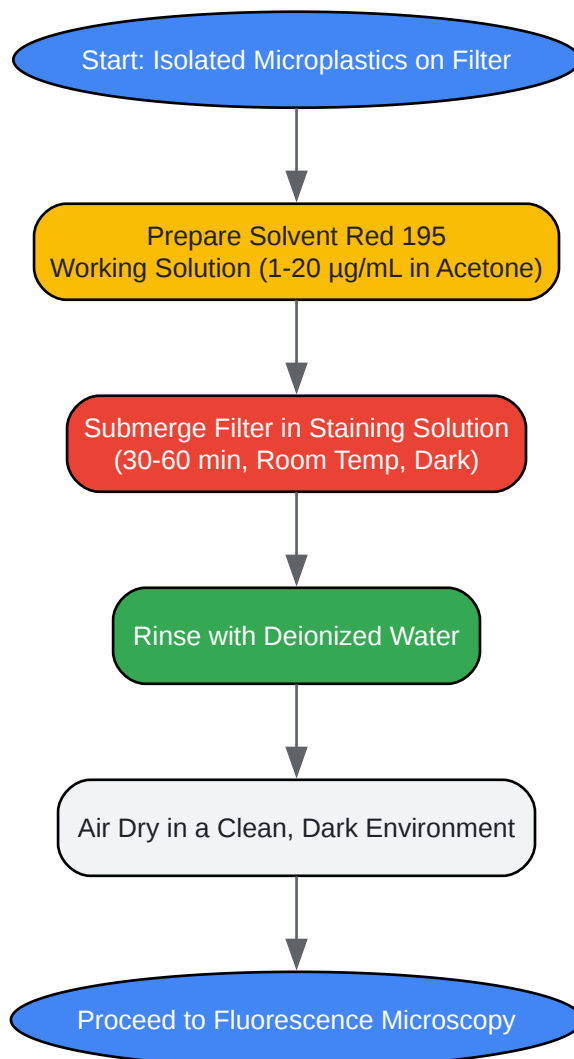 Start: Isolated Microplastics on Filter
Prepare Solvent Red 195
Working Solution (1-20 µg/mL in Acetone)
Submerge Filter in Staining Solution
(30-60 min, Room Temp, Dark)
Rinse with Deionized Water
Air Dry in a Clean, Dark Environment
Proceed to Fluorescence Microscopy